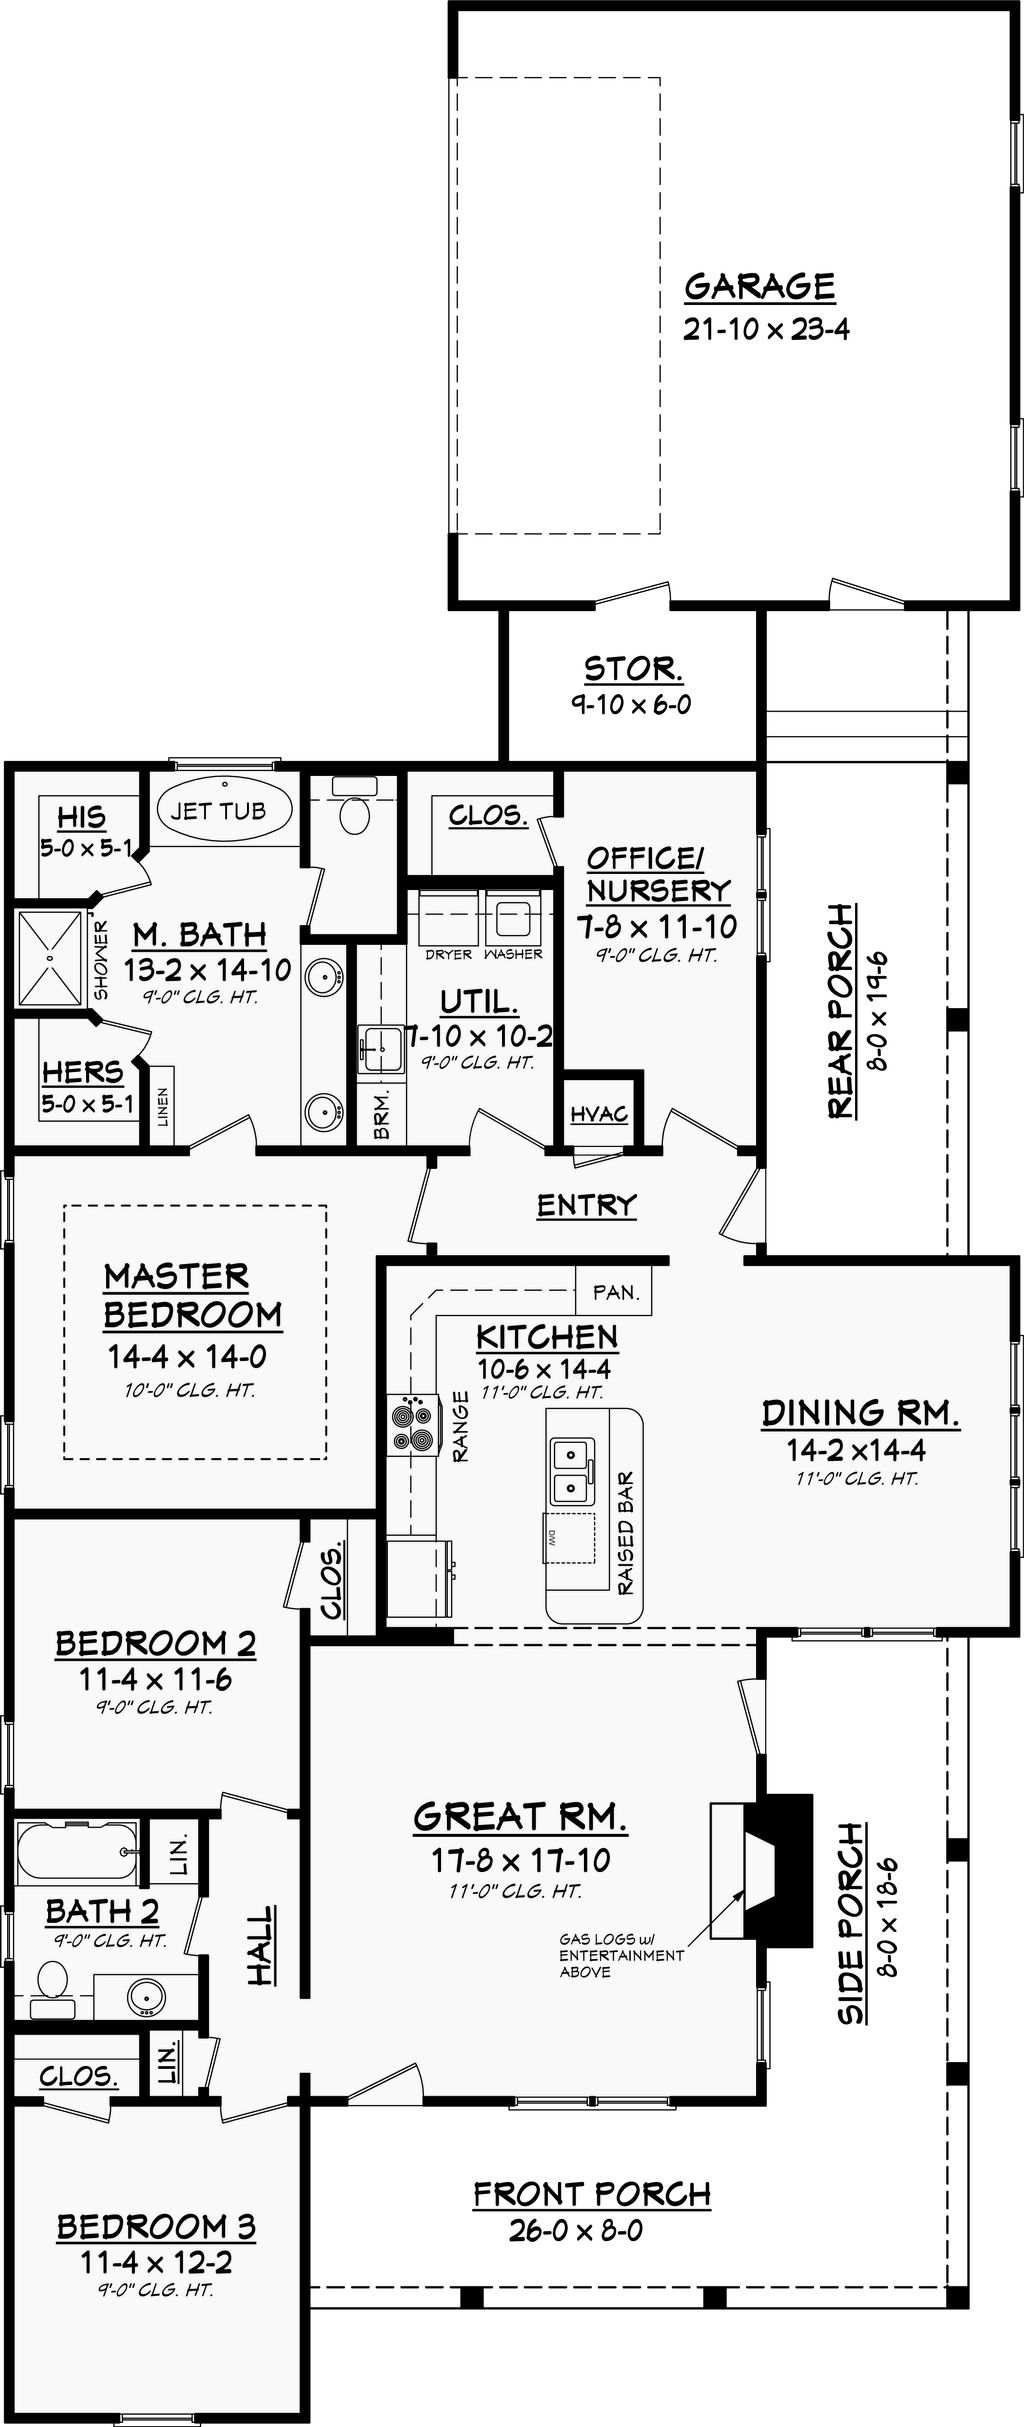 GARAGE
21-10 x 23-4
STOR.
9-10 x 6-0
HIS
5-0 x 5-1
JET TUB
CLOS.
OFFICE/
NURSERY
7-8 x 11-10
9'-0" CLG. HT.
SHOWER
M. BATH
13-2 x 14-10
9'-0" CLG. HT.
DRYER
WASHER
UTIL.
7-10 x 10-2
9'-0" CLG. HT.
REAR PORCH
8-0 x 19-6
HERS
5-0 x 5-1
LINEN
BRM.
HVAC
ENTRY
MASTER
BEDROOM
14-4 x 14-0
10'-0" CLG. HT.
PAN.
KITCHEN
10-6 x 14-4
11'-0" CLG. HT.
RANGE
DINING RM.
14-2 x14-4
11'-0" CLG. HT.
D/W
RAISED BAR
CLOS.
BEDROOM 2
11-4 x 11-6
9'-0" CLG. HT.
GREAT RM.
17-8 x 17-10
11'-0" CLG. HT.
LIN.
BATH 2
9'-0" CLG. HT.
HALL
GAS LOGS w/
ENTERTAINMENT
ABOVE
SIDE PORCH
8-0 x 18-6
CLOS.
LIN.
FRONT PORCH
26-0 x 8-0
BEDROOM 3
11-4 x 12-2
9'-0" CLG. HT.